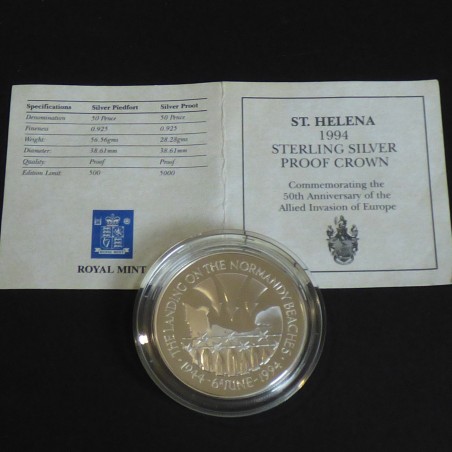 Specifications Silver Piedfort Silver Proof
Denomination 50 Pence 50 Pence
Fineness 0.925 0.925
Weight: 56.56gms 28.28gms
Diameter: 38.61mm 38.61mm
Quality: Proof Proof
Edition Limit: 500 5000
ROYAL MINT
ST. HELENA
1994
STERLING SILVER
PROOF CROWN
Commemorating the
50th Anniversary of the
Allied Invasion of Europe
·THE LANDING ON THE NORMANDY BEACHES·
1944-6 JUNE-1994